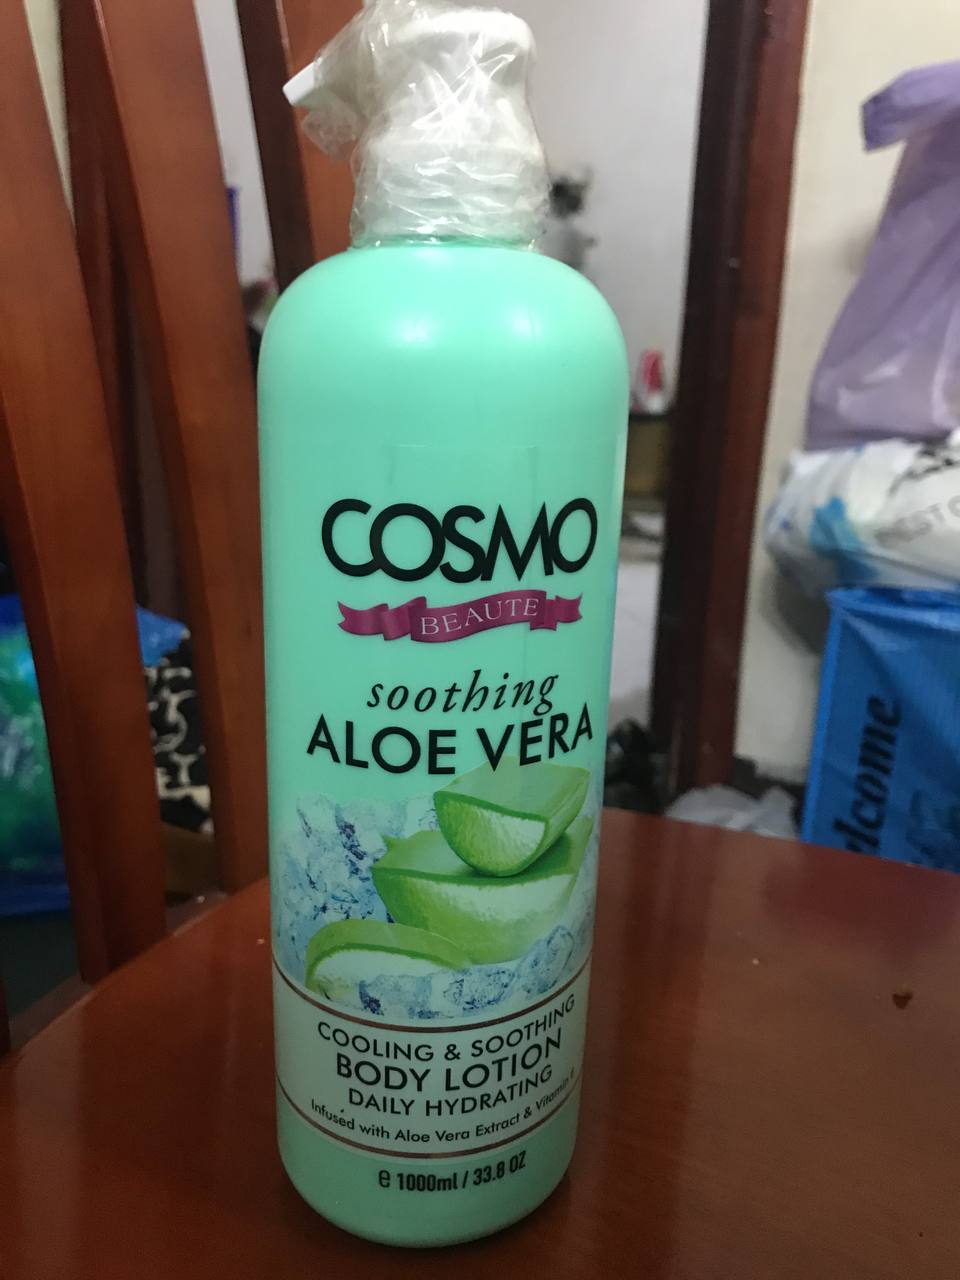 COSMO
BEAUTE
soothing
ALOE VERA
COOLING & SOOTHING
BODY LOTION
DAILY HYDRATING
Infused with Aloe Vera Extract & Vitamin E
e 1000ml / 33.8 OZ
elcome